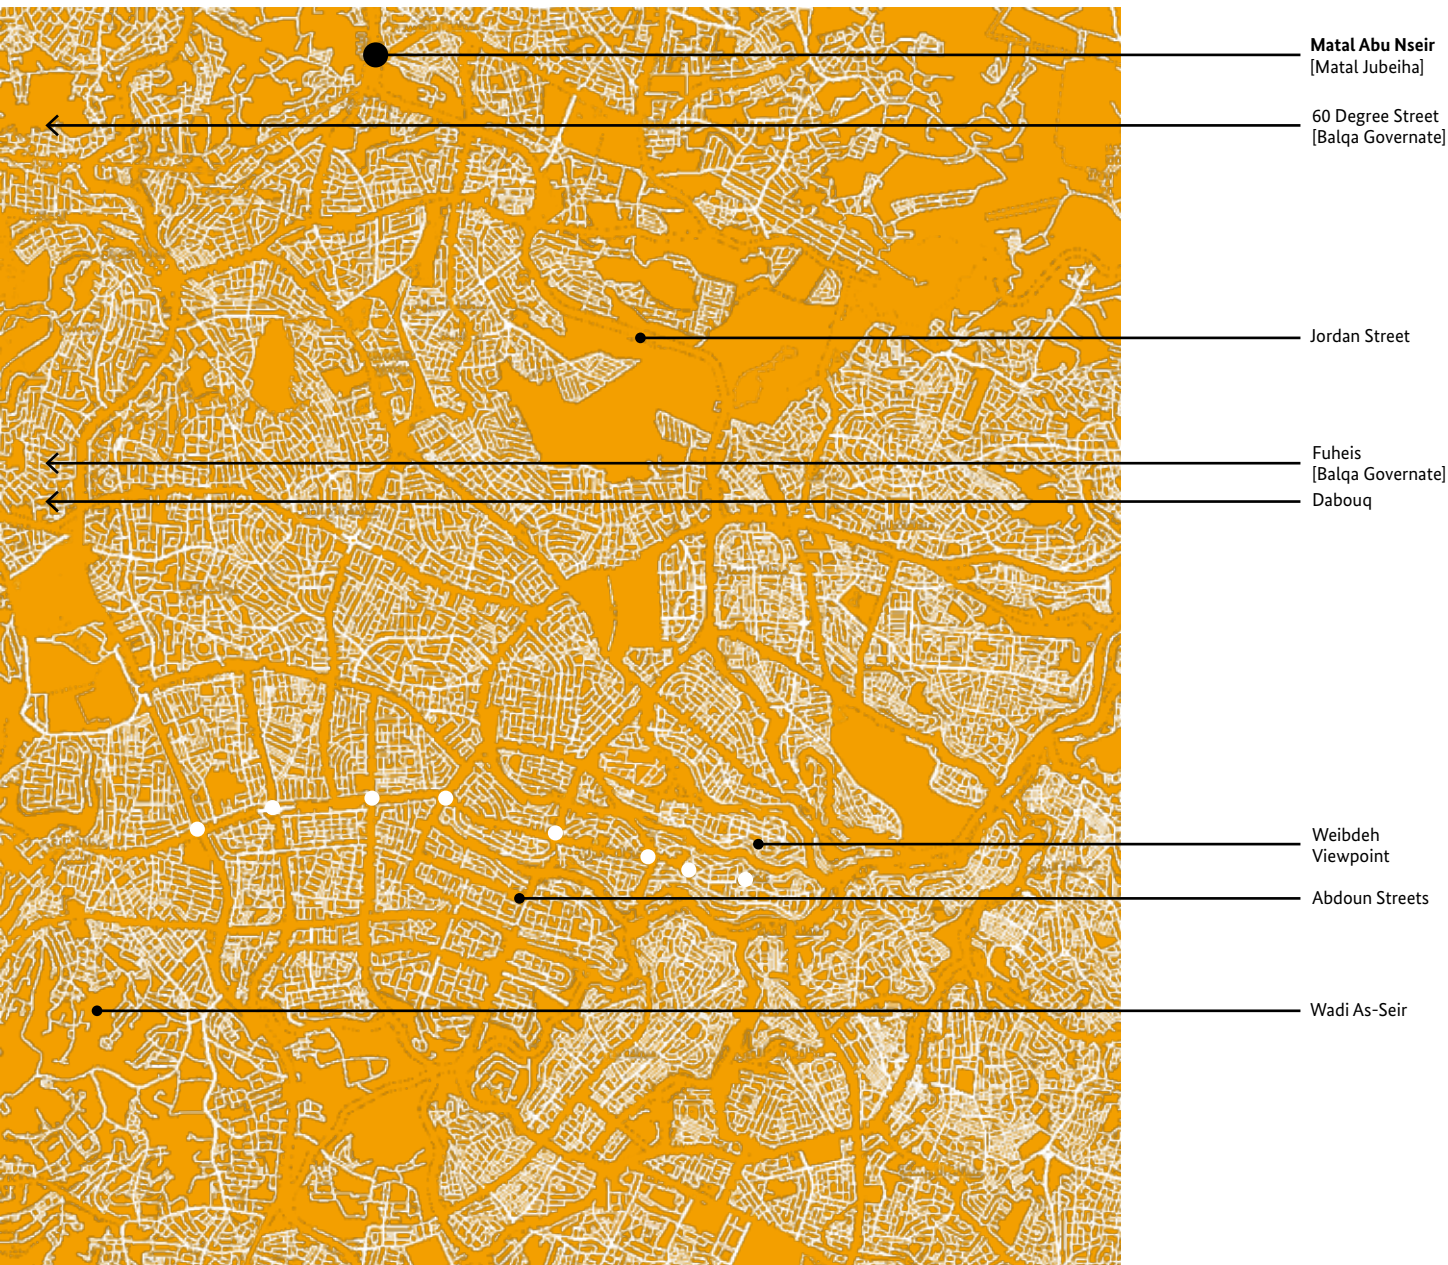 Matal Abu Nseir
[Matal Jubeiha]
60 Degree Street
[Balqa Governate]
Jordan Street
Fuheis
[Balqa Governate]
Dabouq
Weibdeh
Viewpoint
Abdoun Streets
Wadi As-Seir